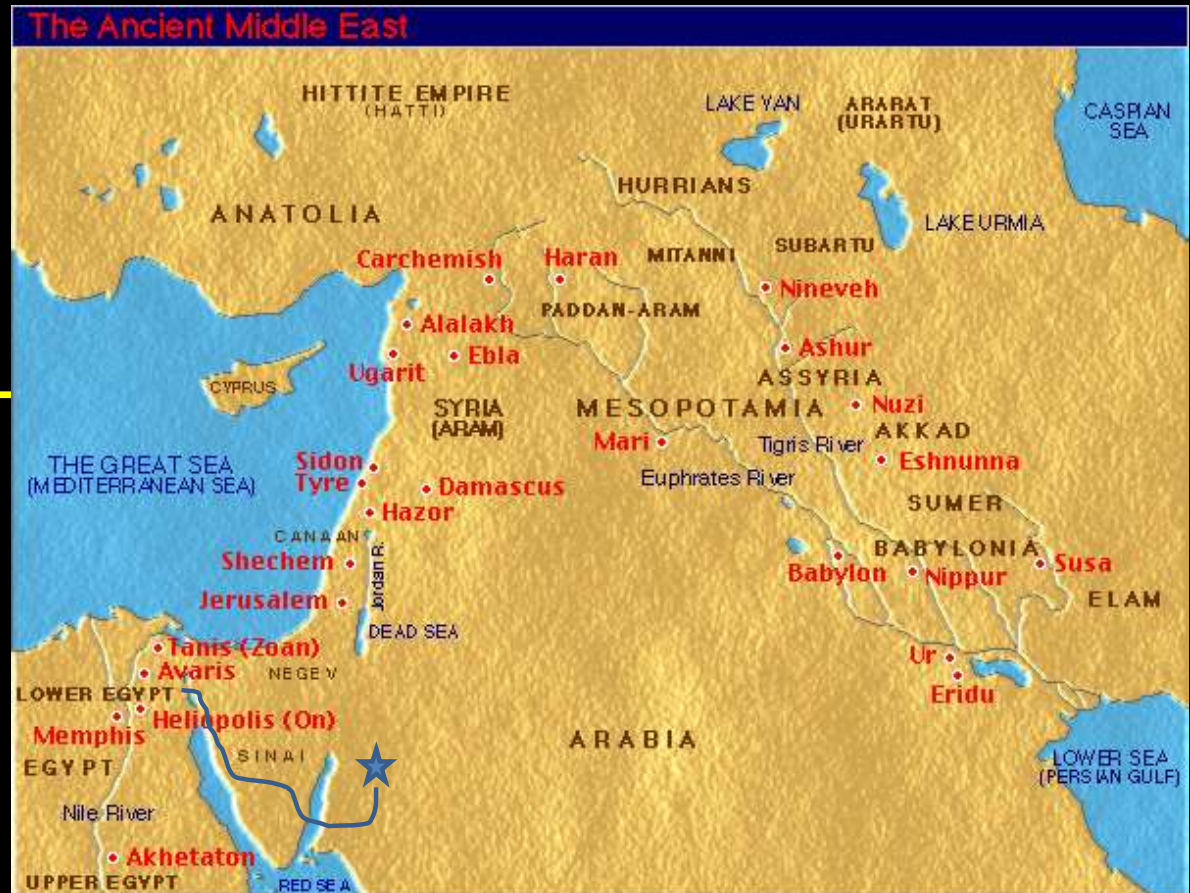 The Ancient Middle East
HITTITE EMPIRE
(HATTI)
LAKE VAN
ARARAT
(URARTU)
CASPIAN
SEA
HURRIANS
ANATOLIA
LAKE URMIA
SUBARTU
MITANNI
Carchemish
Haran
Nineveh
PADDAN-ARAM
Alalakh
Ashur
Ugarit
Ebla
ASSYRIA
CYPRUS
SYRIA
(ARAM)
MESOPOTAMIA
Nuzi
Mari
Tigris River
AKKAD
Eshnunna
THE GREAT SEA
(MEDITERRANEAN SEA)
Sidon
Tyre
Damascus
Euphrates River
Hazor
SUMER
CANAAN
Jordan R.
Shechem
BABYLONIA
Babylon
Nippur
Susa
Jerusalem
ELAM
DEAD SEA
Tanis (Zoan)
Avaris
NEGEV
Ur
Eridu
LOWER EGYPT
Heliopolis (On)
Memphis
SINAI
ARABIA
EGYPT
LOWER SEA
(PERSIAN GULF)
Nile River
Akhetaton
UPPER EGYPT
RED SEA